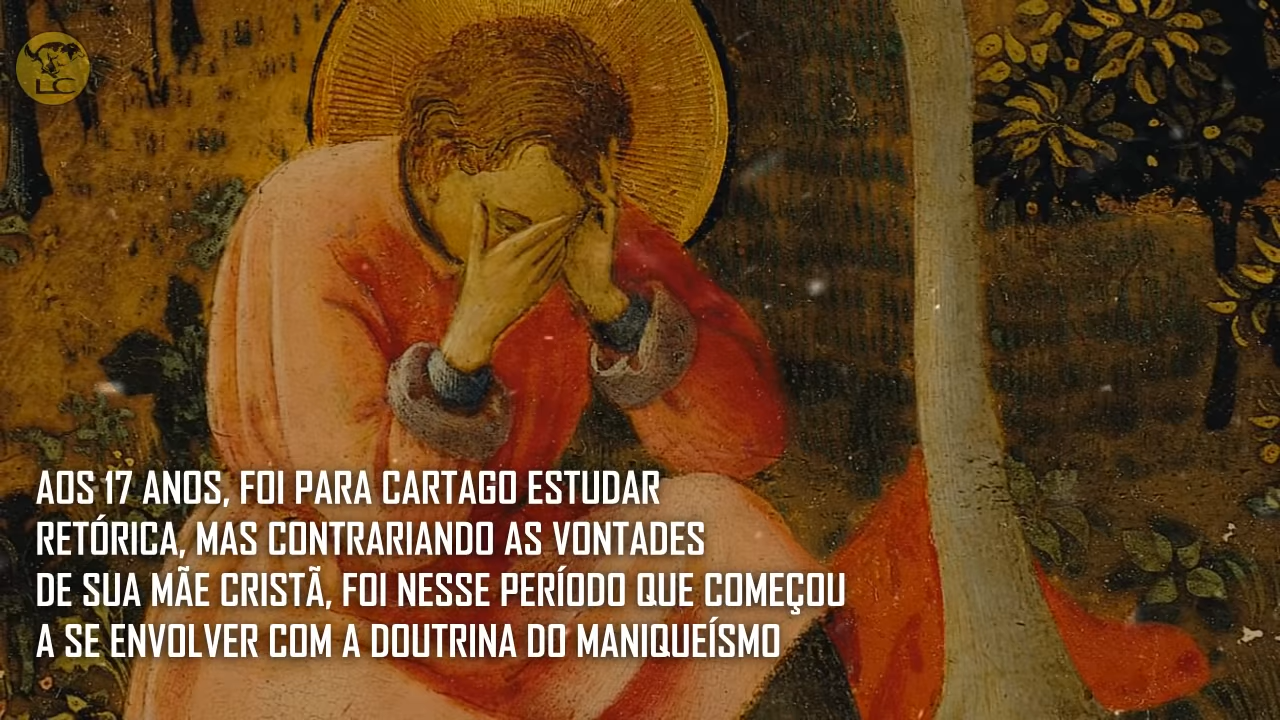 LC
AOS 17 ANOS, FOI PARA CARTAGO ESTUDAR
RETÓRICA, MAS CONTRARIANDO AS VONTADES
DE SUA MÃE CRISTÃ, FOI NESSE PERÍODO QUE COMEÇOU
A SE ENVOLVER COM A DOUTRINA DO MANIQUEÍSMO